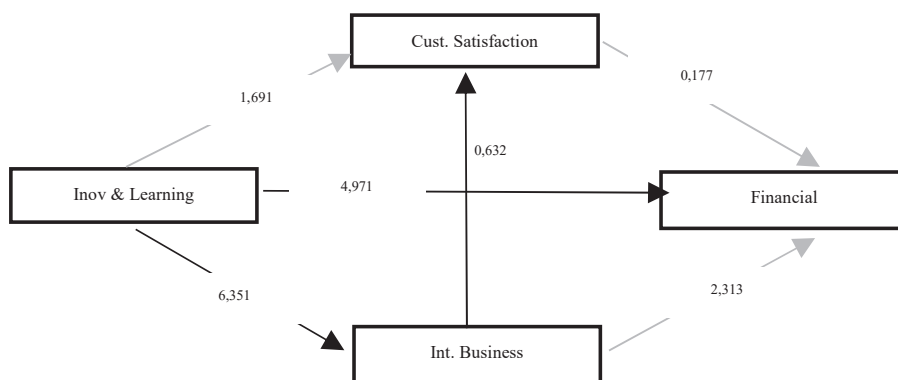 Cust. Satisfaction
0,177
1,691
0,632
Inov & Learning
4,971
Financial
6,351
2,313
Int. Business